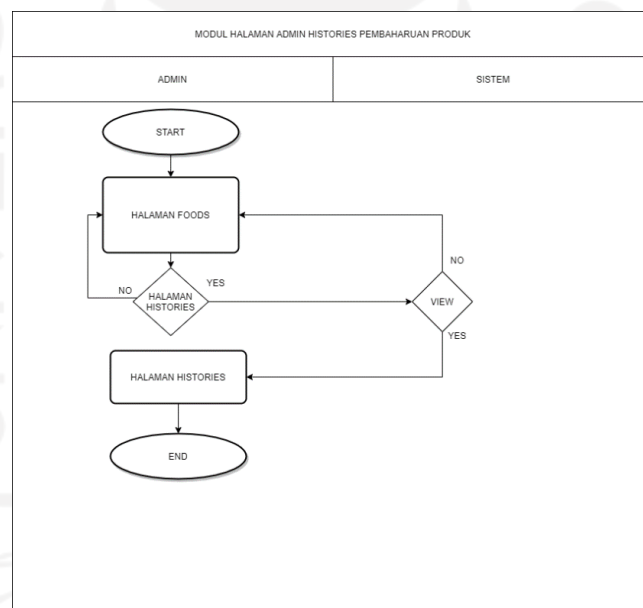 MODUL HALAMAN ADMIN HISTORIES PEMBAHARUAN PRODUK
ADMIN
SISTEM
START
HALAMAN FOODS
NO
YES
HALAMAN
HISTORIES
NO
VIEW
YES
HALAMAN HISTORIES
END